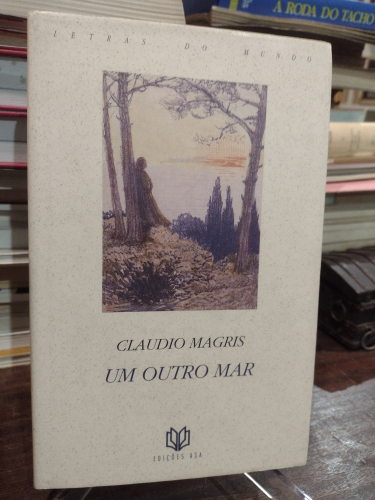 A RODA DO TACHO
LETRAS DO MUNDO
CLAUDIO MAGRIS
UM OUTRO MAR
EDIÇÕES ASA